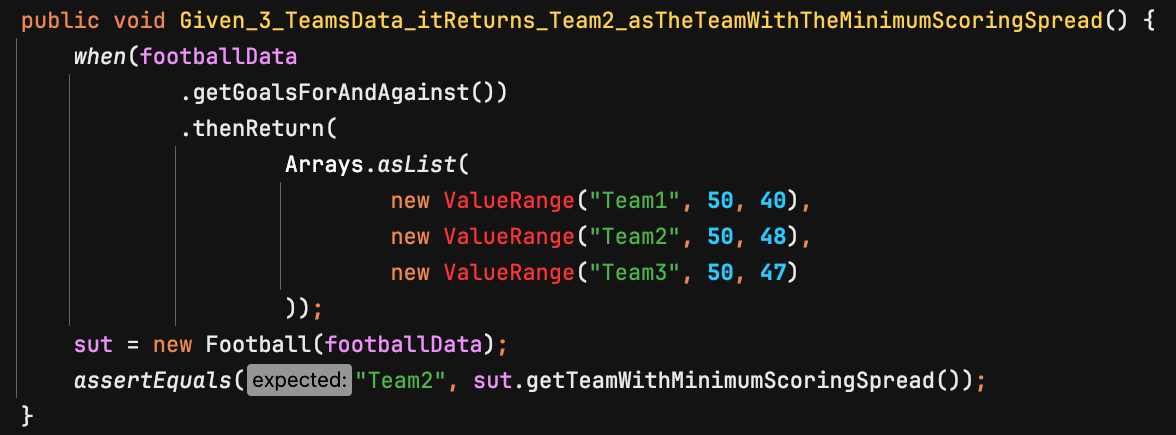 public void Given_3_TeamsData_itReturns_Team2_asTheTeamWithTheMinimumScoringSpread() {
when(footballData
.getGoalsForAndAgainst())
.thenReturn(
Arrays.asList(
new ValueRange("Team1", 50, 40),
new ValueRange("Team2", 50, 48),
new ValueRange("Team3", 50, 47)
));
sut = new Football(footballData);
assertEquals( expected: "Team2", sut.getTeamWithMinimumScoringSpread());
}